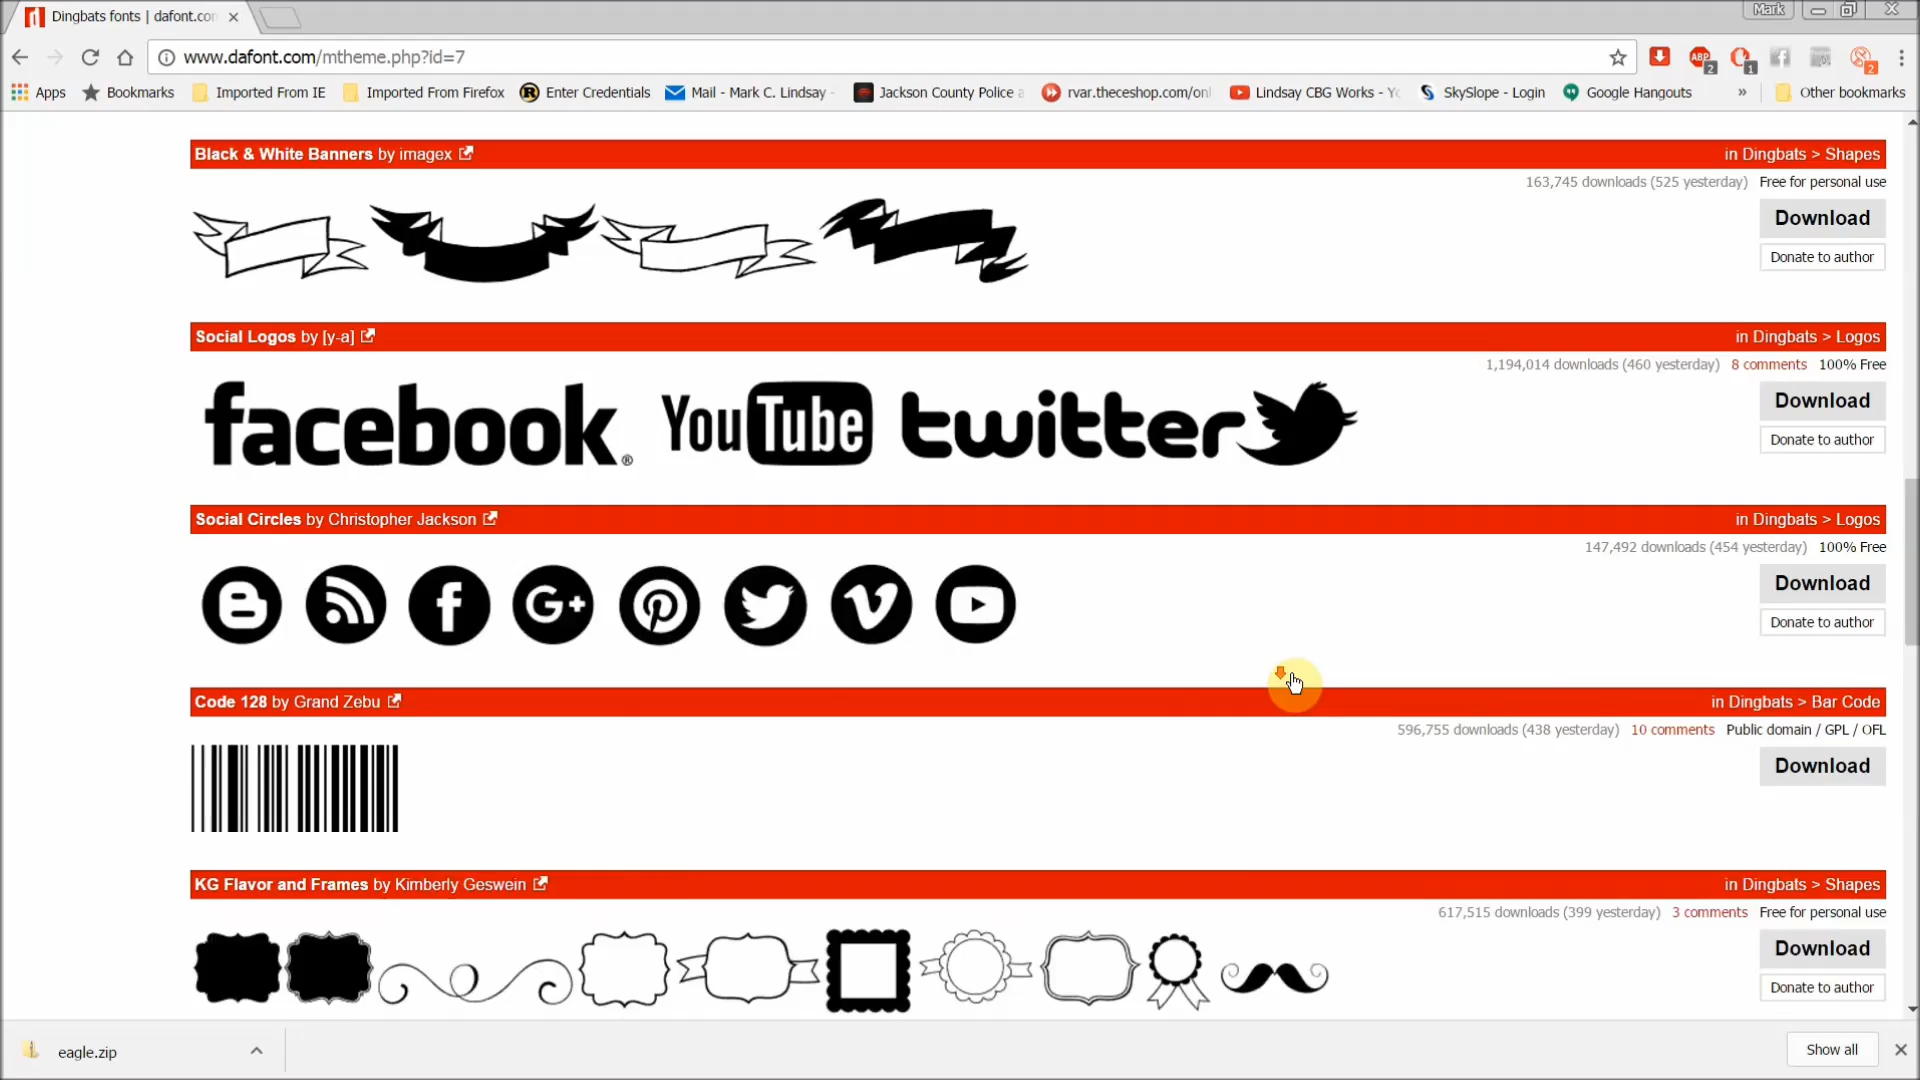 Dingbats fonts | dafont.con
Mark
www.dafont.com/mtheme.php?id=7
ABP 2 1 2
Apps Bookmarks Imported From IE Imported From Firefox Enter Credentials Mail - Mark C. Lindsay - Jackson County Police rvar.theceshop.com/onl Lindsay CBG Works - Yo SkySlope - Login Google Hangouts » Other bookmarks
Black & White Banners by imagex in Dingbats > Shapes
163,745 downloads (525 yesterday) Free for personal use
Download
Donate to author
Social Logos by [y-a] in Dingbats > Logos
1,194,014 downloads (460 yesterday) 8 comments 100% Free
facebook® YouTube twitter
Download
Donate to author
Social Circles by Christopher Jackson in Dingbats > Logos
147,492 downloads (454 yesterday) 100% Free
Download
Donate to author
Code 128 by Grand Zebu in Dingbats > Bar Code
596,755 downloads (438 yesterday) 10 comments Public domain / GPL / OFL
Download
KG Flavor and Frames by Kimberly Geswein in Dingbats > Shapes
617,515 downloads (399 yesterday) 3 comments Free for personal use
Download
Donate to author
eagle.zip Show all